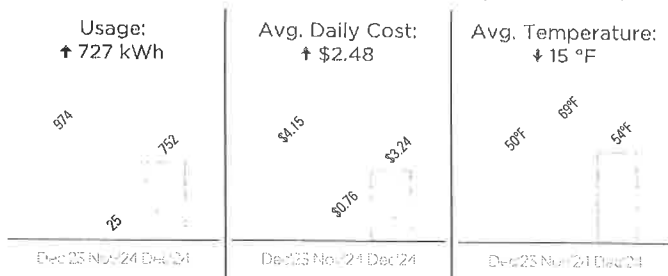 Usage:
↑ 727 kWh
974
752
25
Dec'23 Nov'24 Dec'24
Avg. Daily Cost:
↑ $2.48
$4.15
$3.24
$0.76
Dec'23 Nov'24 Dec'24
Avg. Temperature:
↓ 15 °F
50°F
69°F
54°F
Dec'23 Nov'24 Dec'24